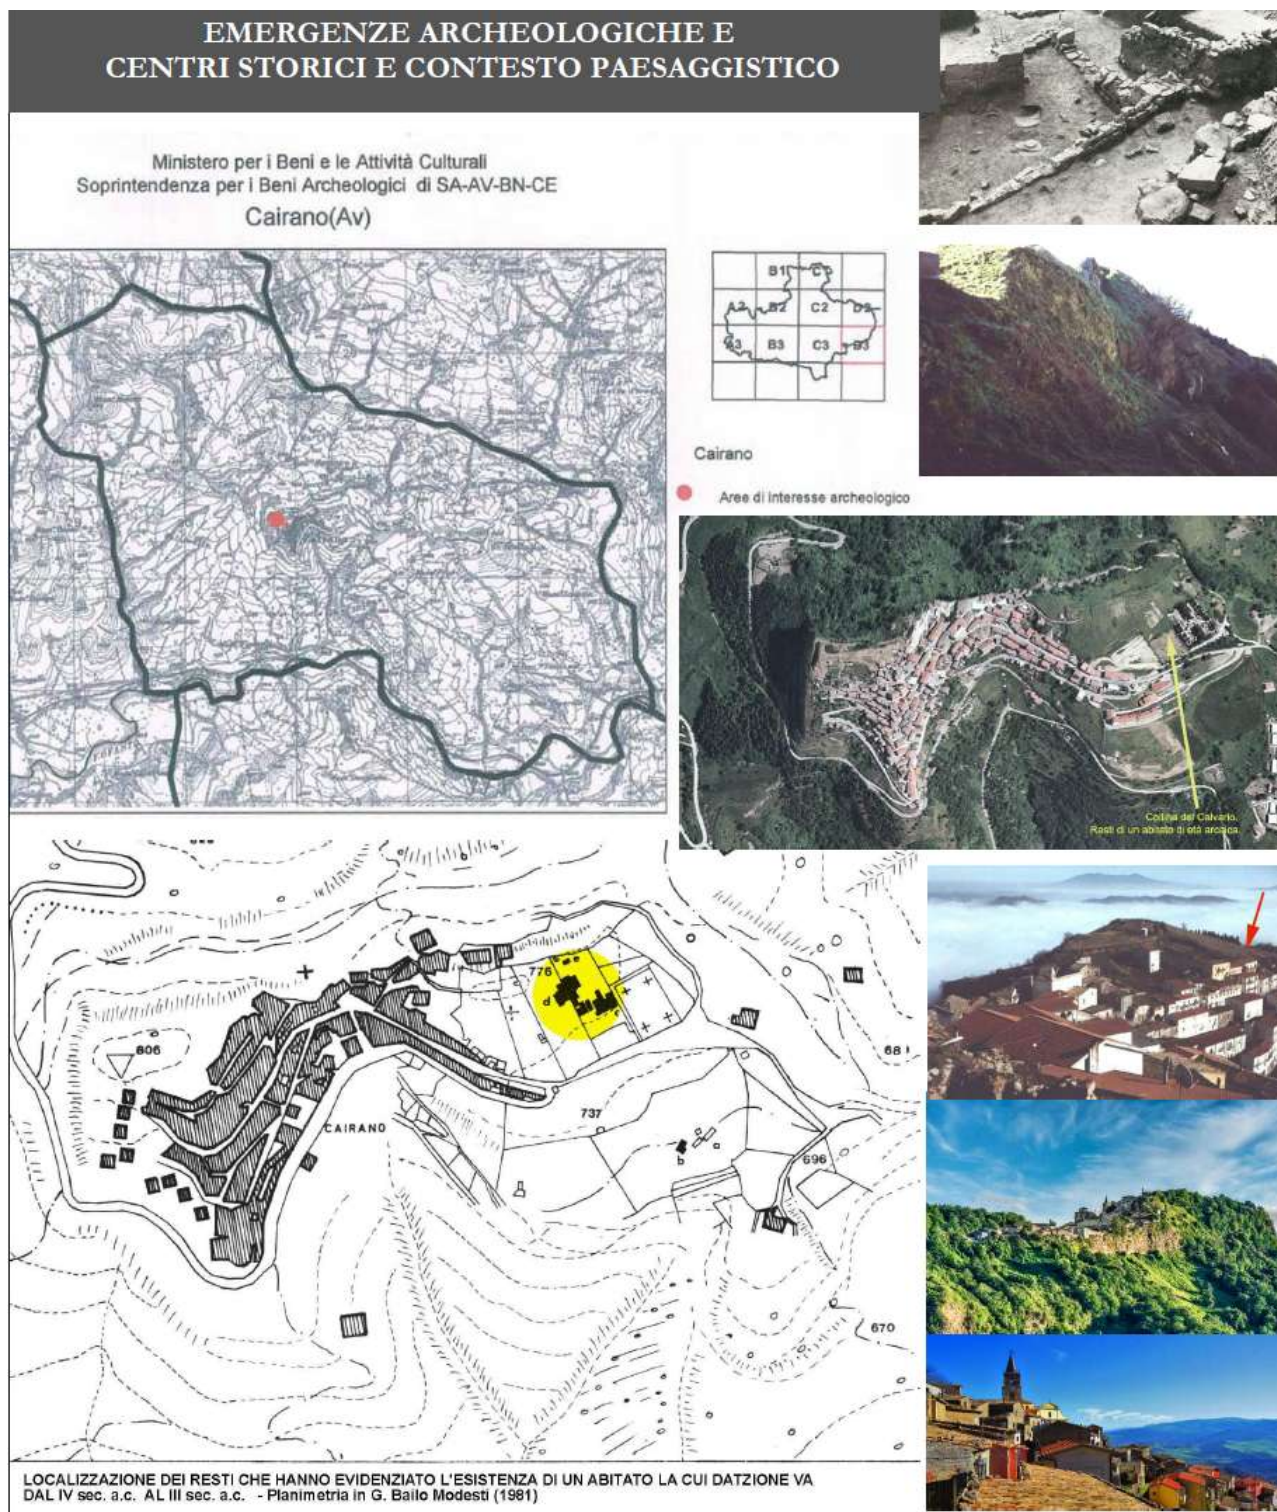 EMERGENZE ARCHEOLOGICHE E
CENTRI STORICI E CONTESTO PAESAGGISTICO
Ministero per i Beni e le Attività Culturali
Soprintendenza per i Beni Archeologici di SA-AV-BN-CE
Cairano(Av)
B1 C1
A2 B2 C2 D2
A3 B3 C3 D3
Cairano
Aree di interesse archeologico
Collina del Calvario.
Resti di un abitato di età arcaica.
776
e
d
c
806
68
737
CAIRANO
a
b
696
670
LOCALIZZAZIONE DEI RESTI CHE HANNO EVIDENZIATO L'ESISTENZA DI UN ABITATO LA CUI DATZIONE VA
DAL IV sec. a.c. AL III sec. a.c. - Planimetria in G. Bailo Modesti (1981)